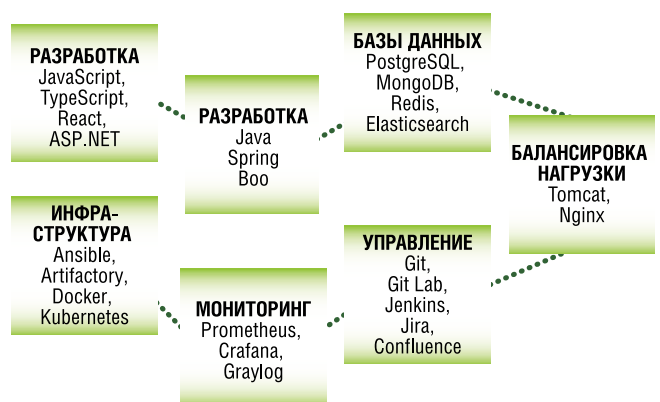 РАЗРАБОТКА
JavaScript,
TypeScript,
React,
ASP.NET
РАЗРАБОТКА
Java
Spring
Boo
БАЗЫ ДАННЫХ
PostgreSQL,
MongoDB,
Redis,
Elasticsearch
БАЛАНСИРОВКА
НАГРУЗКИ
Tomcat,
Nginx
УПРАВЛЕНИЕ
Git,
Git Lab,
Jenkins,
Jira,
Confluence
МОНИТОРИНГ
Prometheus,
Crafana,
Graylog
ИНФРА-
СТРУКТУРА
Ansible,
Artifactory,
Docker,
Kubernetes